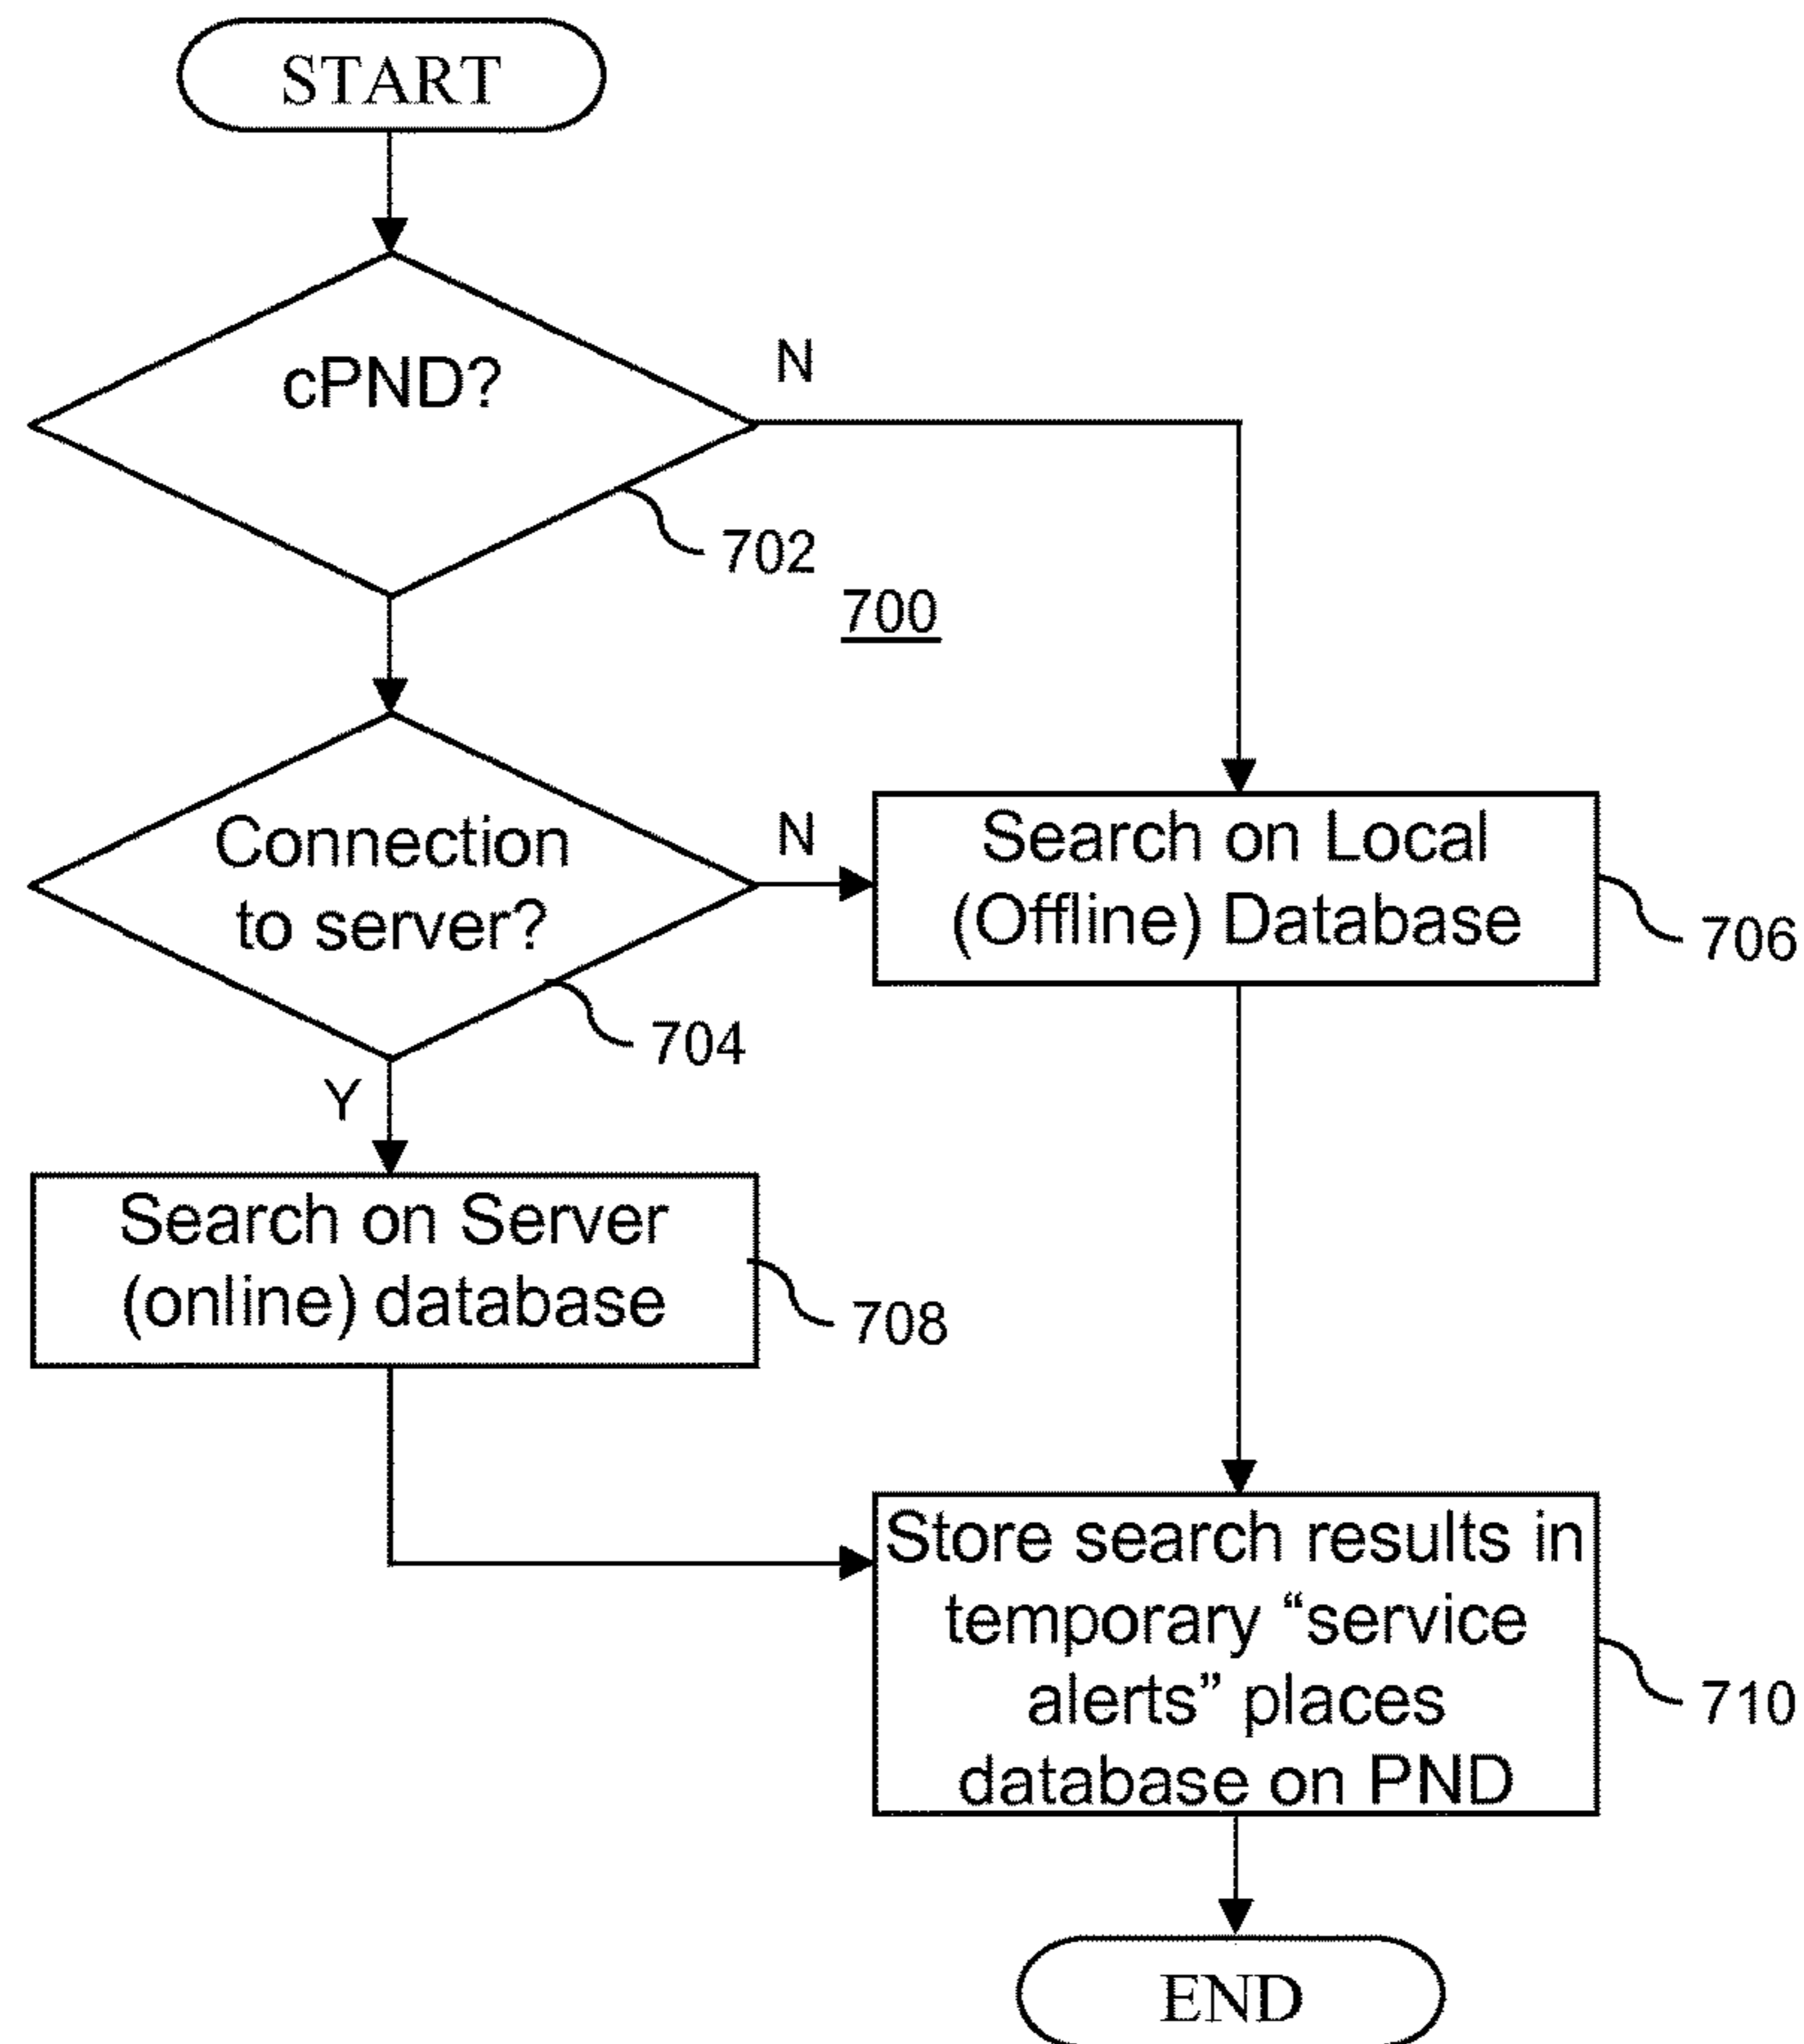 START
cPND?
N
702
700
Connection
to server?
N
704
Y
Search on Local
(Offline) Database
706
Search on Server
(online) database
708
Store search results in
temporary “service
alerts” places
database on PND
710
END